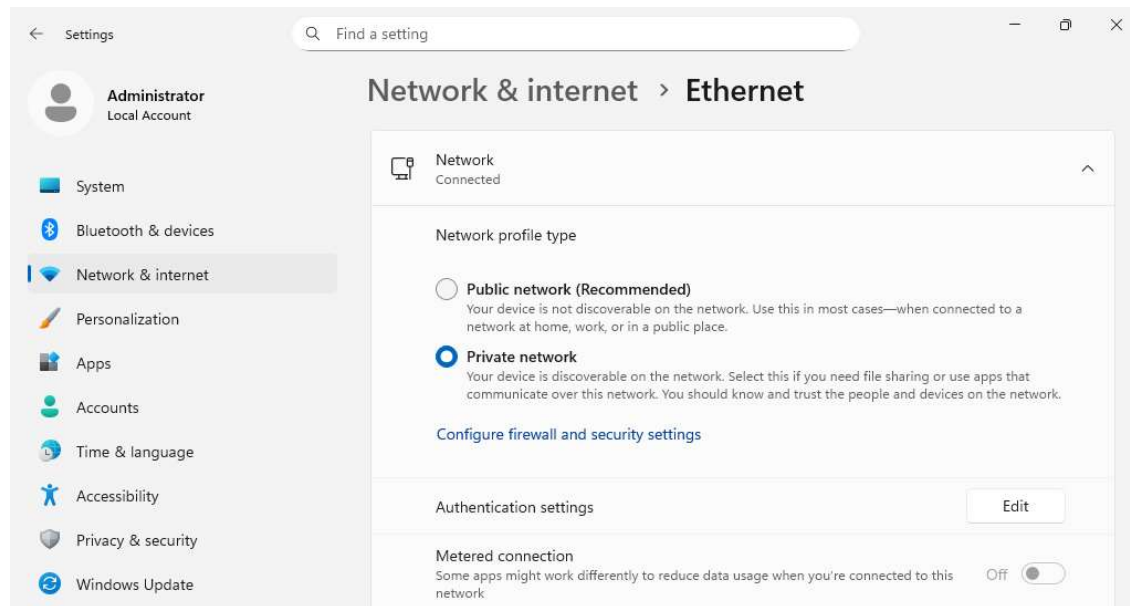 Settings
Find a setting
Administrator
Local Account
System
Bluetooth & devices
Network & internet
Personalization
Apps
Accounts
Time & language
Accessibility
Privacy & security
Windows Update
Network & internet > Ethernet
Network
Connected
Network profile type
Public network (Recommended)
Your device is not discoverable on the network. Use this in most cases—when connected to a
network at home, work, or in a public place.
Private network
Your device is discoverable on the network. Select this if you need file sharing or use apps that
communicate over this network. You should know and trust the people and devices on the network.
Configure firewall and security settings
Authentication settings
Edit
Metered connection
Some apps might work differently to reduce data usage when you're connected to this
network
Off